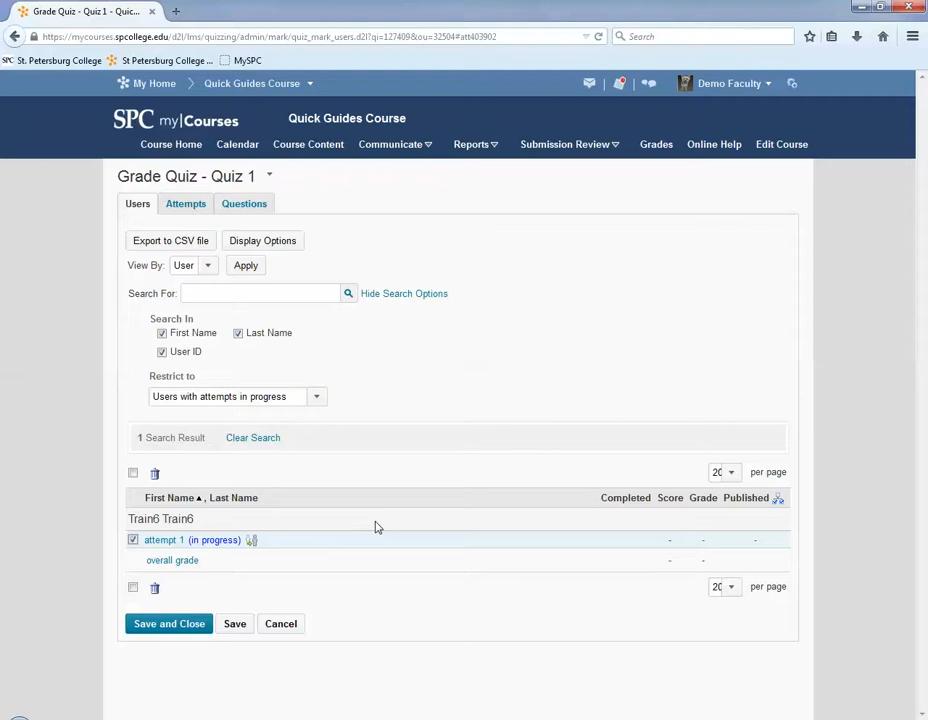 Grade Quiz - Quiz 1 - Quic...
https://mycourses.spcollege.edu/d2l/lms/quizzing/admin/mark/quiz_mark_users.d2l?qi=127409&ou=32504#att403902
Search
SPC St. Petersburg College
St Petersburg College ...
MySPC
My Home
Quick Guides Course
Demo Faculty
SPC my|Courses
Quick Guides Course
Course Home Calendar Course Content Communicate Reports Submission Review Grades Online Help Edit Course
Grade Quiz - Quiz 1
Users Attempts Questions
Export to CSV file Display Options
View By: User Apply
Search For: Hide Search Options
Search In
First Name Last Name
User ID
Restrict to
Users with attempts in progress
1 Search Result Clear Search
20 per page
First Name , Last Name Completed Score Grade Published
Train6 Train6
attempt 1 (in progress) - - -
overall grade - -
20 per page
Save and Close Save Cancel